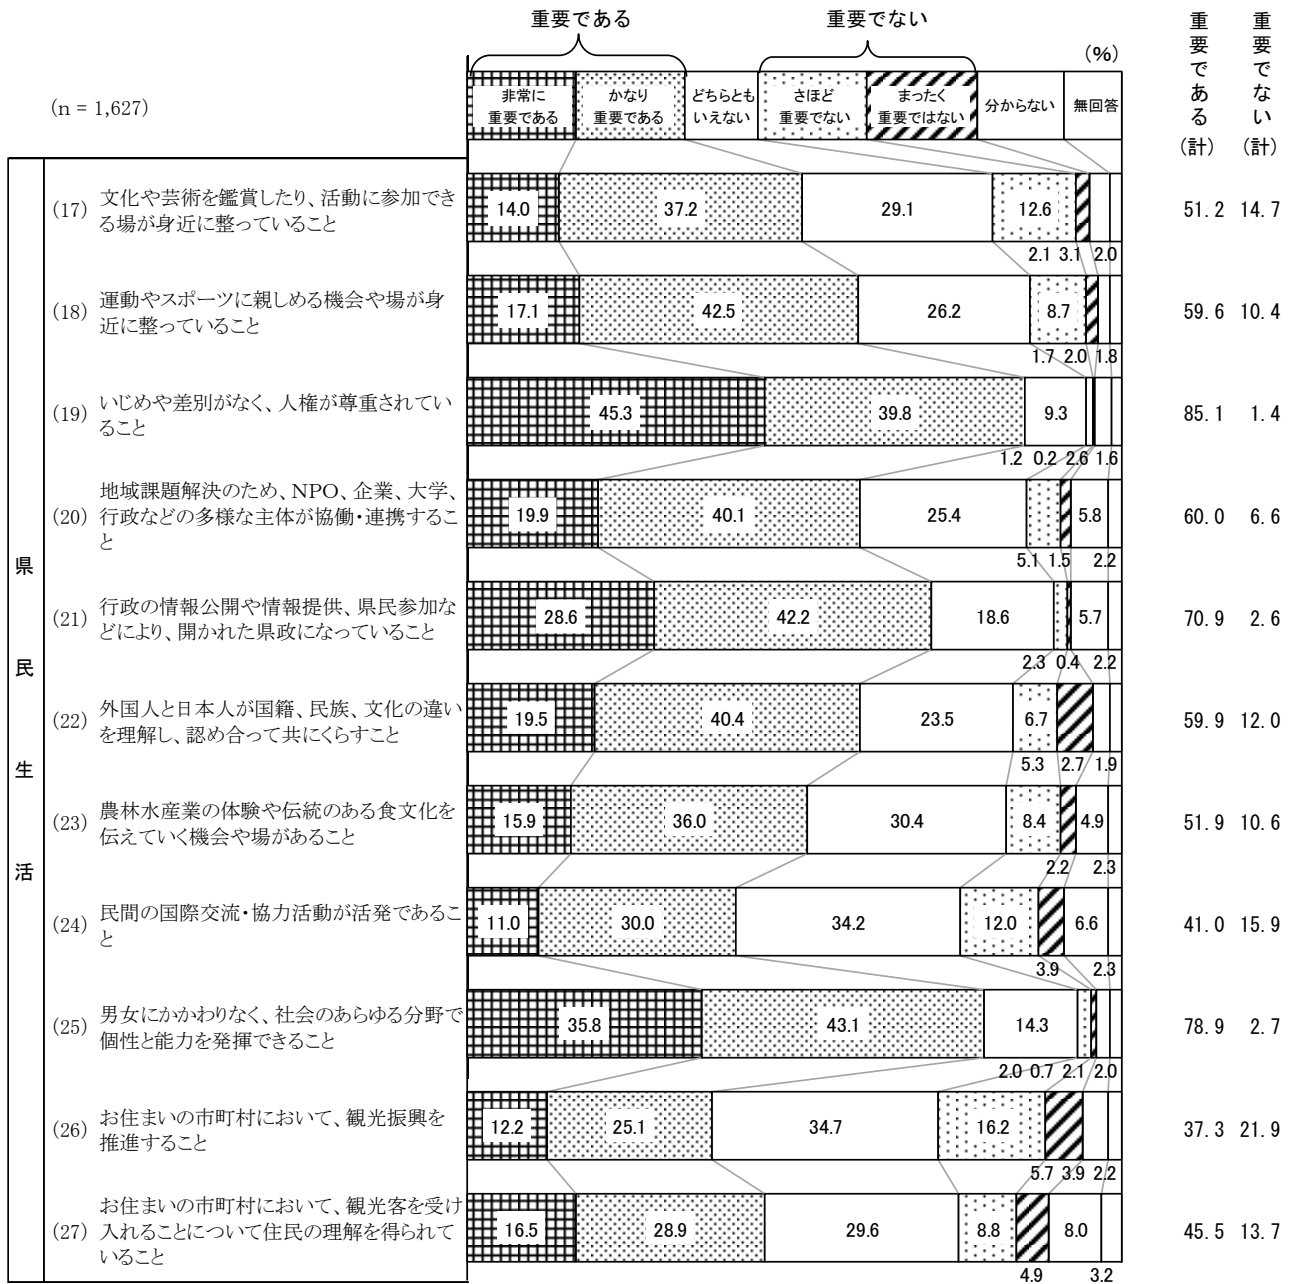 重要である
重要でない
(%)
重要である(計)
重要でない(計)
(n = 1,627)
非常に
重要である
かなり
重要である
どちらとも
いえない
さほど
重要でない
まったく
重要ではない
分からない
無回答
県民生活
(17) 文化や芸術を鑑賞したり、活動に参加でき
る場が身近に整っていること
14.0 37.2 29.1 12.6
2.1 3.1 2.0
51.2 14.7
(18) 運動やスポーツに親しめる機会や場が身
近に整っていること
17.1 42.5 26.2 8.7
1.7 2.0 1.8
59.6 10.4
(19) いじめや差別がなく、人権が尊重されてい
ること
45.3 39.8 9.3
1.2 0.2 2.6 1.6
85.1 1.4
(20) 地域課題解決のため、NPO、企業、大学、
行政などの多様な主体が協働・連携するこ
と
19.9 40.1 25.4 5.8
5.1 1.5 2.2
60.0 6.6
(21) 行政の情報公開や情報提供、県民参加な
どにより、開かれた県政になっていること
28.6 42.2 18.6 5.7
2.3 0.4 2.2
70.9 2.6
(22) 外国人と日本人が国籍、民族、文化の違い
を理解し、認め合って共にくらすこと
19.5 40.4 23.5 6.7
5.3 2.7 1.9
59.9 12.0
(23) 農林水産業の体験や伝統のある食文化を
伝えていく機会や場があること
15.9 36.0 30.4 8.4 4.9
2.2 2.3
51.9 10.6
(24) 民間の国際交流・協力活動が活発であるこ
と
11.0 30.0 34.2 12.0 6.6
3.9 2.3
41.0 15.9
(25) 男女にかかわりなく、社会のあらゆる分野で
個性と能力を発揮できること
35.8 43.1 14.3
2.0 0.7 2.1 2.0
78.9 2.7
(26) お住まいの市町村において、観光振興を
推進すること
12.2 25.1 34.7 16.2
5.7 3.9 2.2
37.3 21.9
(27) お住まいの市町村において、観光客を受け
入れることについて住民の理解を得られて
いること
16.5 28.9 29.6 8.8 8.0
4.9 3.2
45.5 13.7